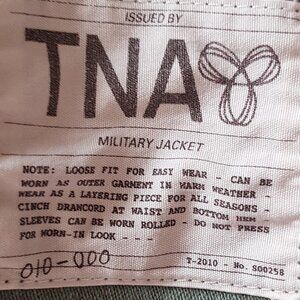 ISSUED BY
TNA
MILITARY JACKET
NOTE: LOOSE FIT FOR EASY WEAR - CAN BE
WORN AS OUTER GARMENT IN WARM WEATHER -
WEAR AS A LAYERING PIECE FOR ALL SEASONS -
CINCH DRAWCORD AT WAIST AND BOTTOM HEM -
SLEEVES CAN BE WORN ROLLED - DO NOT PRESS
FOR WORN-IN LOOK - - - -
010-000
T-2010 - No. S00258